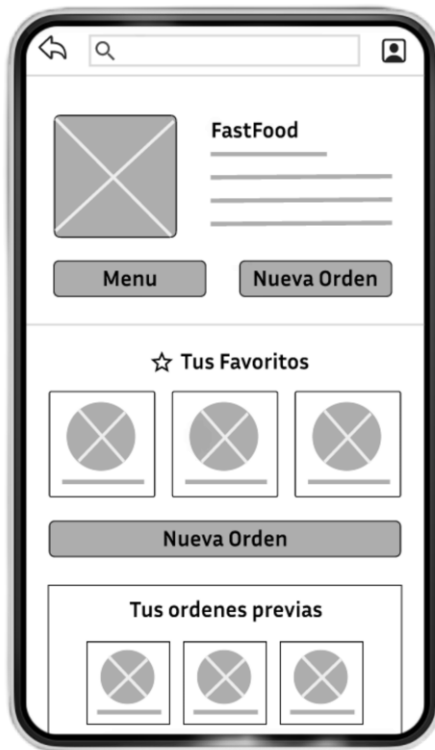 FastFood
Menu
Nueva Orden
Tus Favoritos
Nueva Orden
Tus ordenes previas